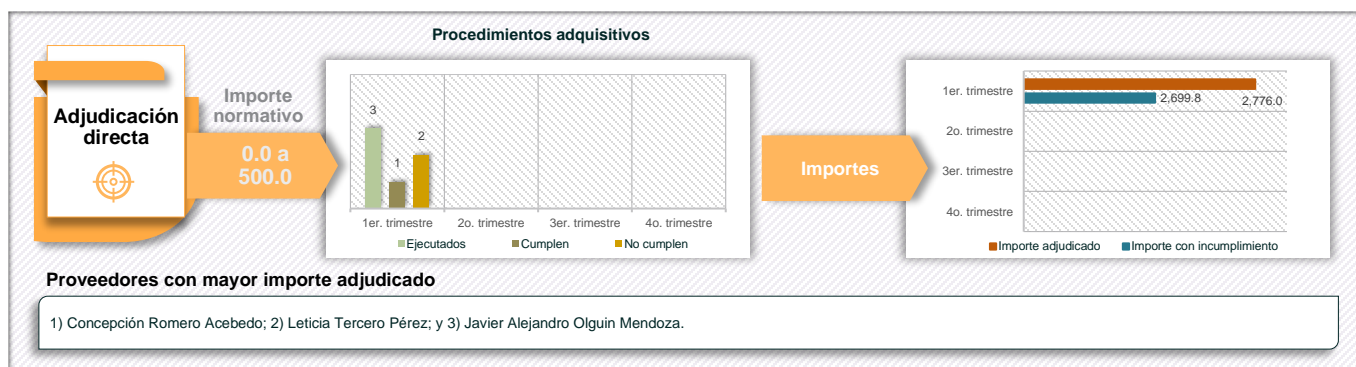 Procedimientos adquisitivos
Adjudicación
directa
Importe
normativo
0.0 a
500.0
3
1
2
1er. trimestre
2o. trimestre
3er. trimestre
4o. trimestre
Ejecutados
Cumplen
No cumplen
Importes
1er. trimestre
2,699.8
2,776.0
2o. trimestre
3er. trimestre
4o. trimestre
Importe adjudicado
Importe con incumplimiento
Proveedores con mayor importe adjudicado
1) Concepción Romero Acebedo; 2) Leticia Tercero Pérez; y 3) Javier Alejandro Olguin Mendoza.